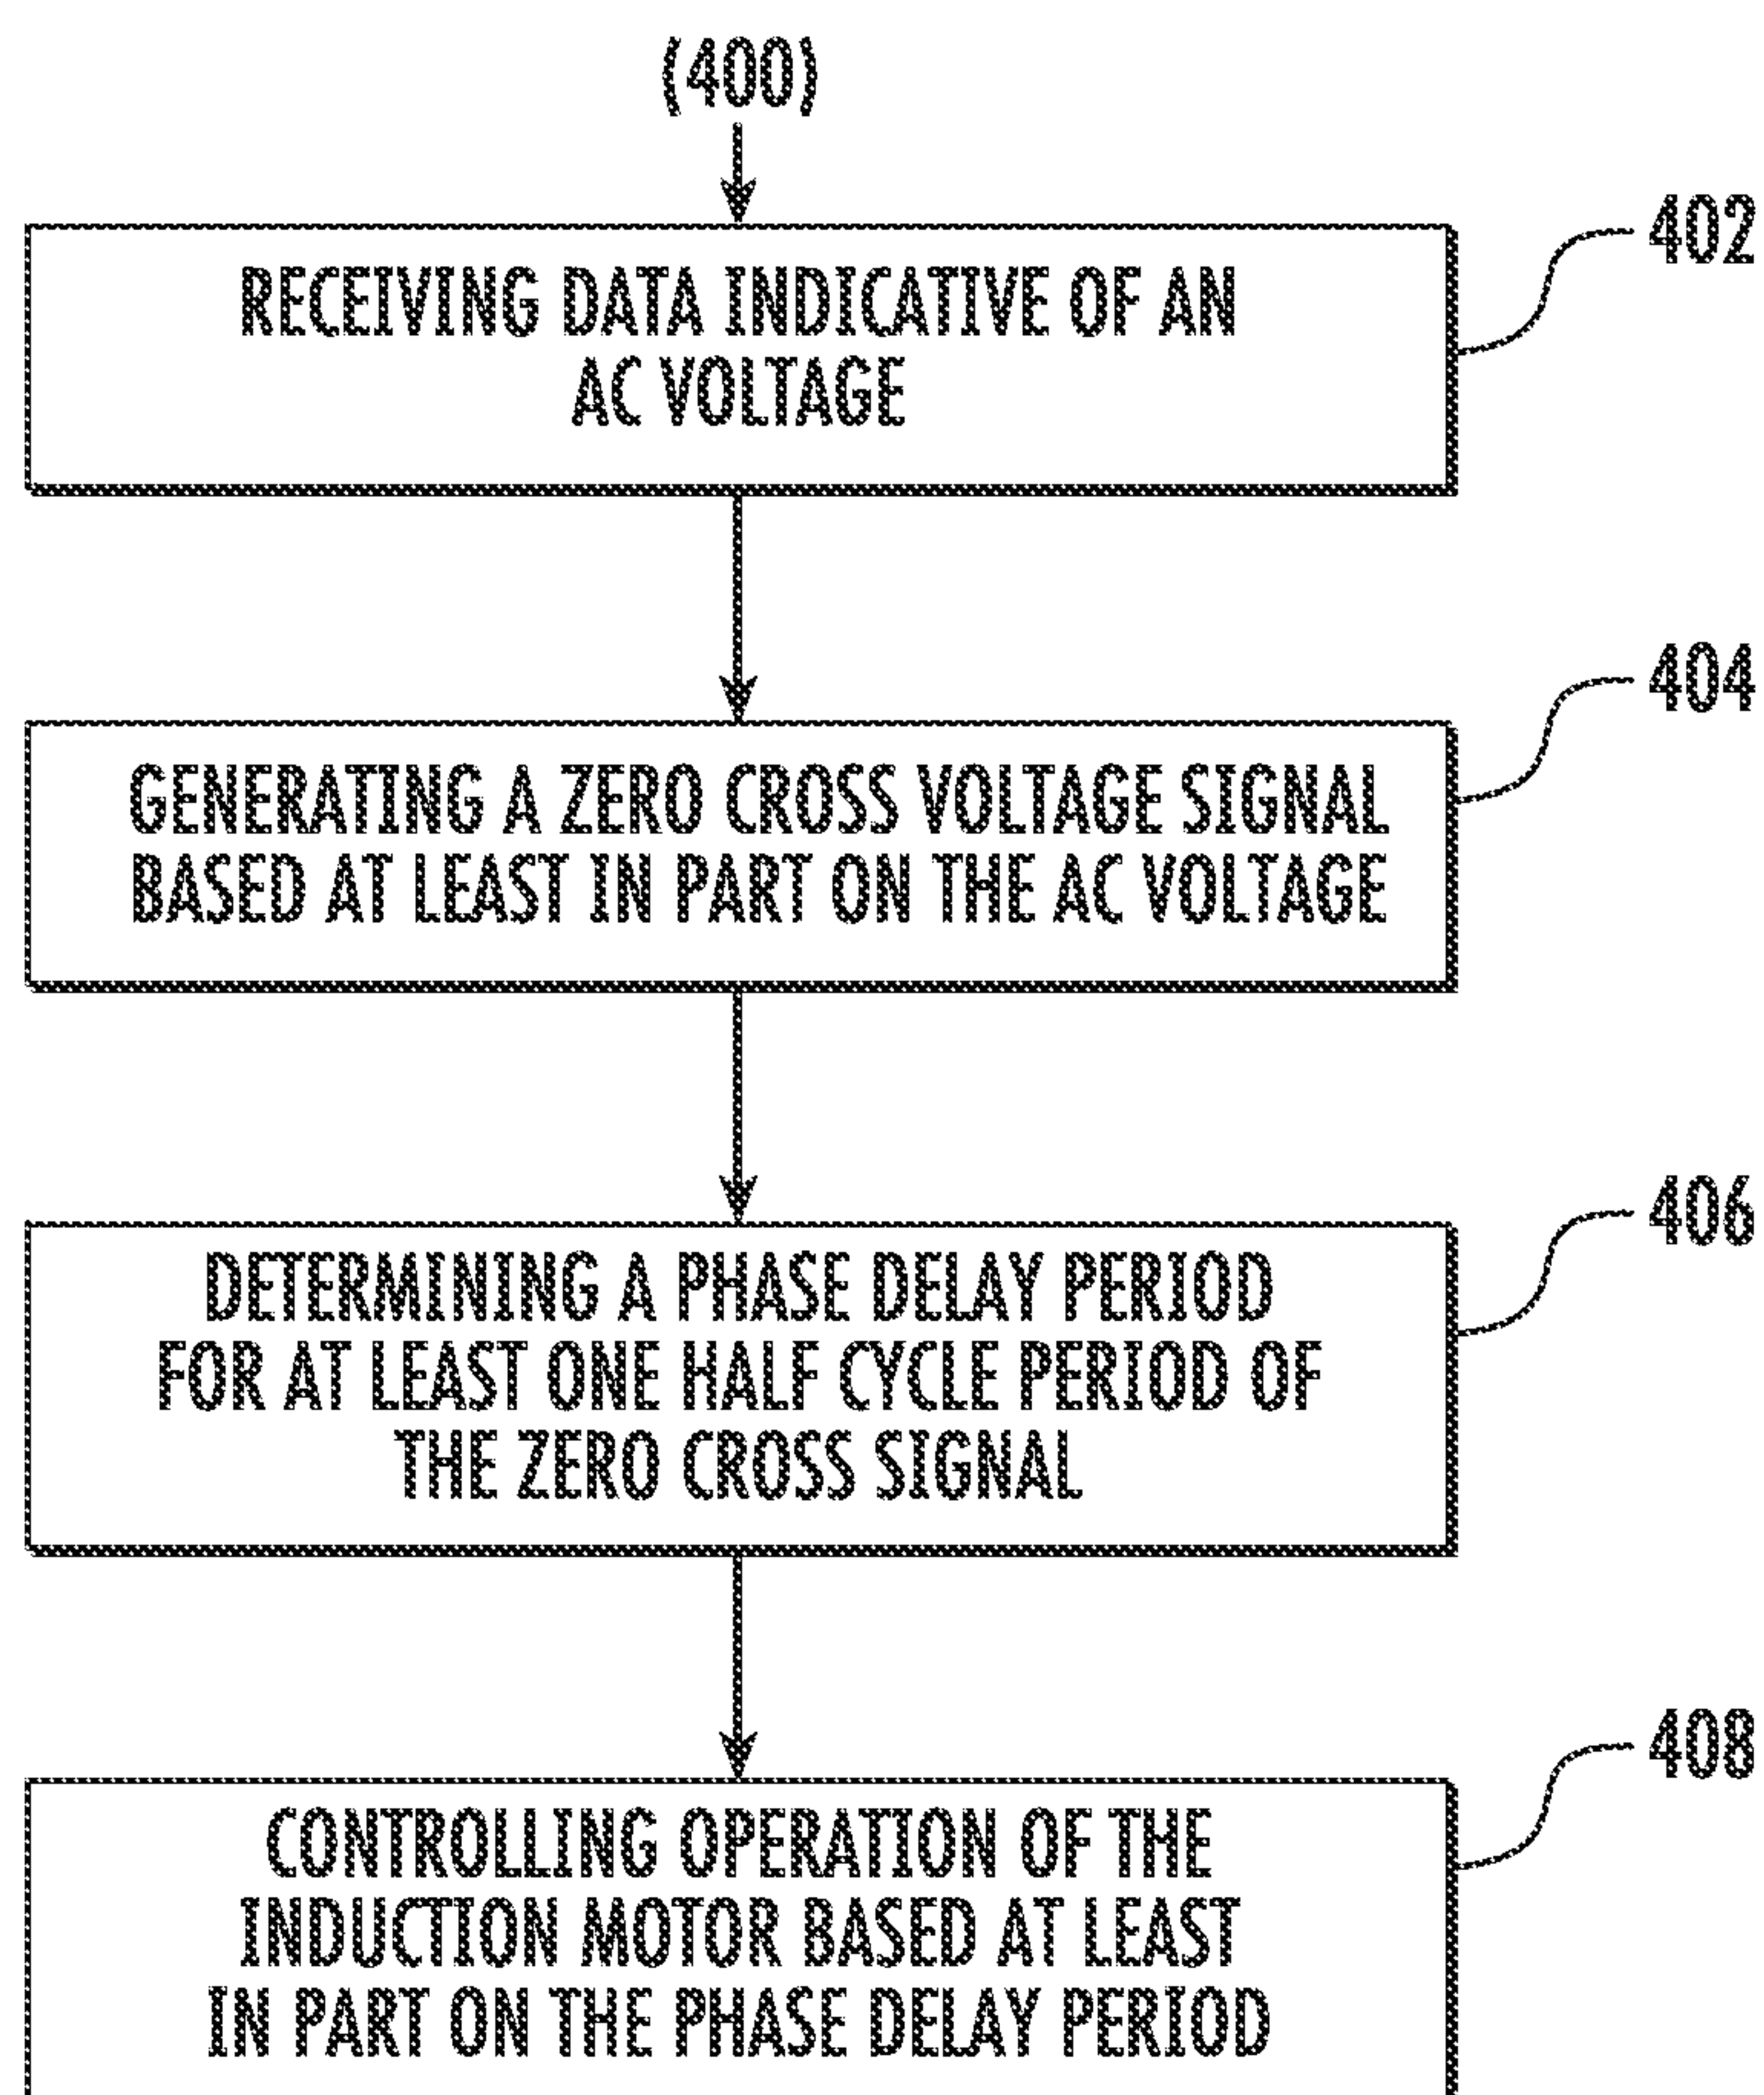 (400)
402
RECEIVING DATA INDICATIVE OF AN
AC VOLTAGE
404
GENERATING A ZERO CROSS VOLTAGE SIGNAL
BASED AT LEAST IN PART ON THE AC VOLTAGE
406
DETERMINING A PHASE DELAY PERIOD
FOR AT LEAST ONE HALF CYCLE PERIOD OF
THE ZERO CROSS SIGNAL
408
CONTROLLING OPERATION OF THE
INDUCTION MOTOR BASED AT LEAST
IN PART ON THE PHASE DELAY PERIOD